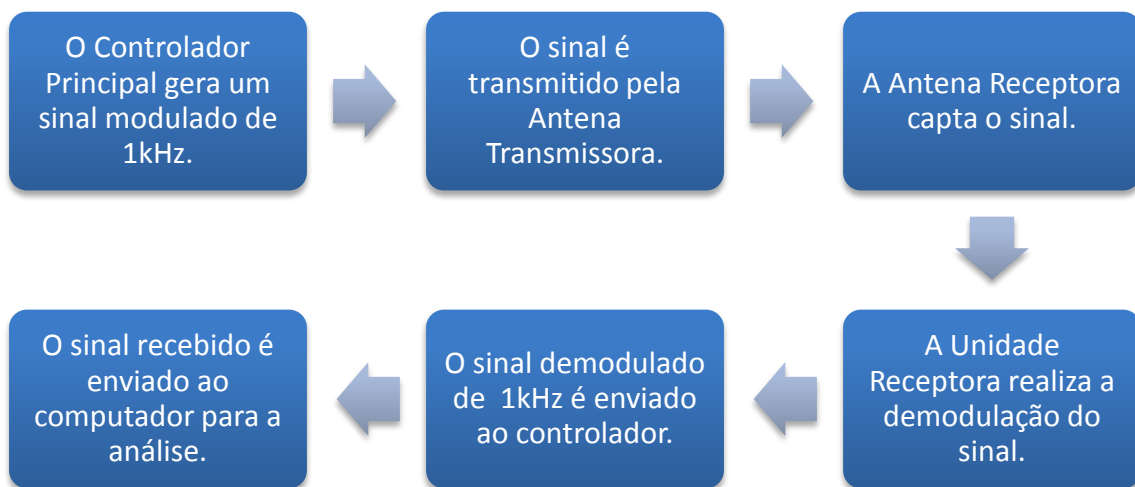 O Controlador
Principal gera um
sinal modulado de
1kHz.
O sinal é
transmitido pela
Antena
Transmissora.
A Antena Receptora
capta o sinal.
A Unidade
Receptora realiza a
demodulação do
sinal.
O sinal demodulado
de 1kHz é enviado
ao controlador.
O sinal recebido é
enviado ao
computador para a
análise.